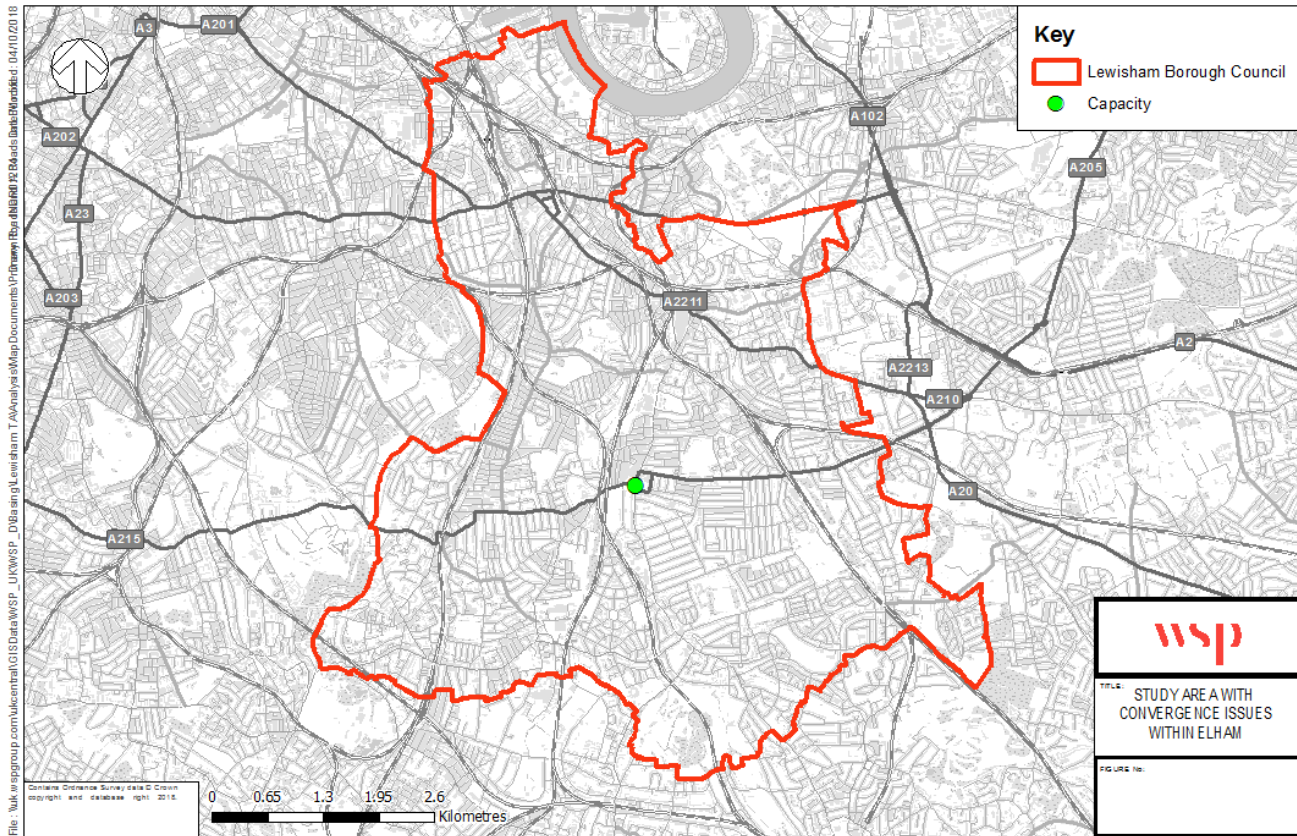 Key
Lewisham Borough Council
Capacity
A3
A201
A202
A23
A203
A215
A102
A205
A2211
A2
A2213
A210
A20
wsp
TITLE:
STUDY AREA WITH
CONVERGENCE ISSUES
WITHIN ELHAM
FIGURE No:
Contains Ordnance Survey data © Crown
copyright and database right 2018.
0 0.65 1.3 1.95 2.6
Kilometres